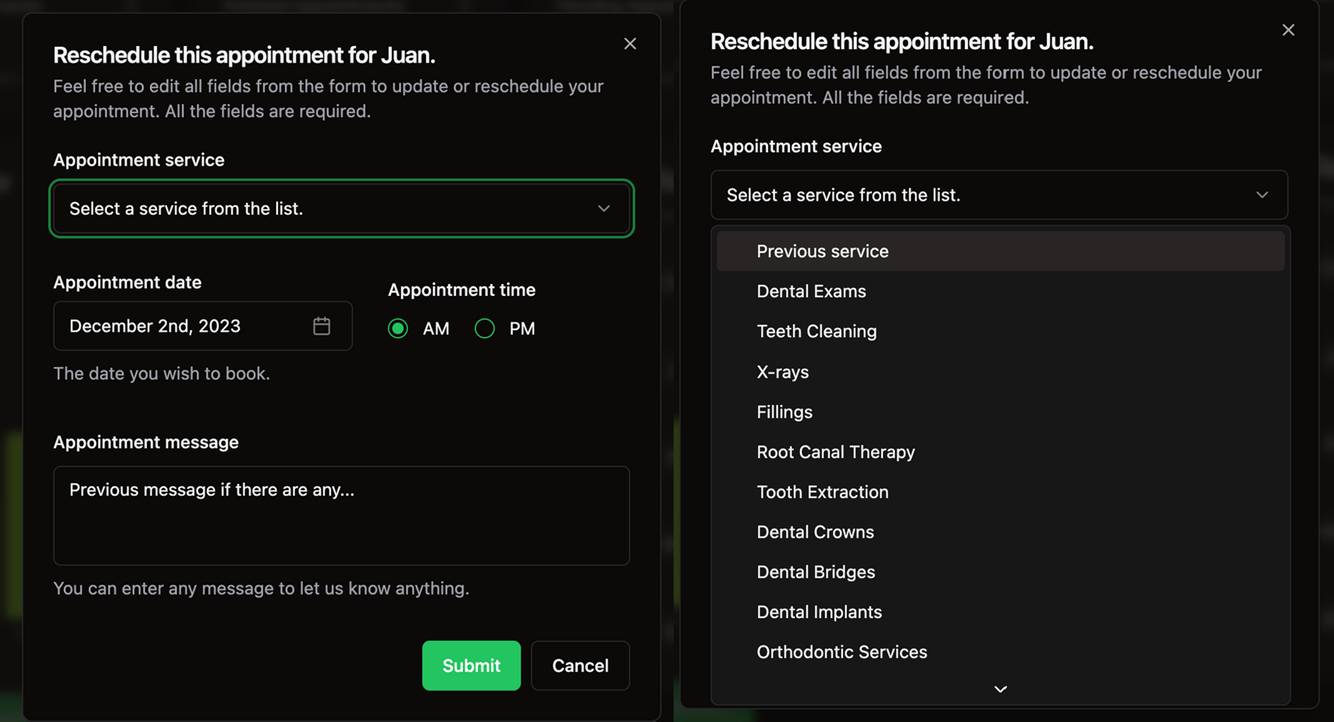 Reschedule this appointment for Juan.
Feel free to edit all fields from the form to update or reschedule your
appointment. All the fields are required.
Appointment service
Select a service from the list.
Appointment date
December 2nd, 2023
The date you wish to book.
Appointment time
AM
PM
Appointment message
Previous message if there are any...
You can enter any message to let us know anything.
Submit
Cancel
Reschedule this appointment for Juan.
Feel free to edit all fields from the form to update or reschedule your
appointment. All the fields are required.
Appointment service
Select a service from the list.
Previous service
Dental Exams
Teeth Cleaning
X-rays
Fillings
Root Canal Therapy
Tooth Extraction
Dental Crowns
Dental Bridges
Dental Implants
Orthodontic Services